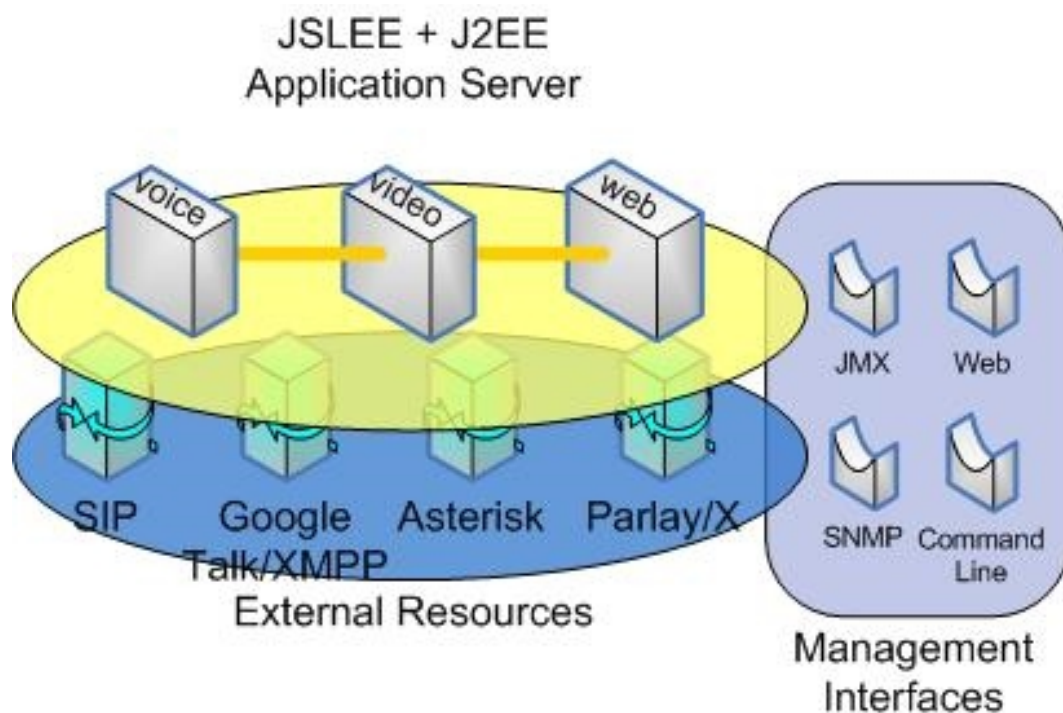 JSLEE + J2EE
Application Server
voice
video
web
JMX
Web
SNMP
Command
Line
SIP
Google
Talk/XMPP
Asterisk
Parlay/X
External Resources
Management
Interfaces